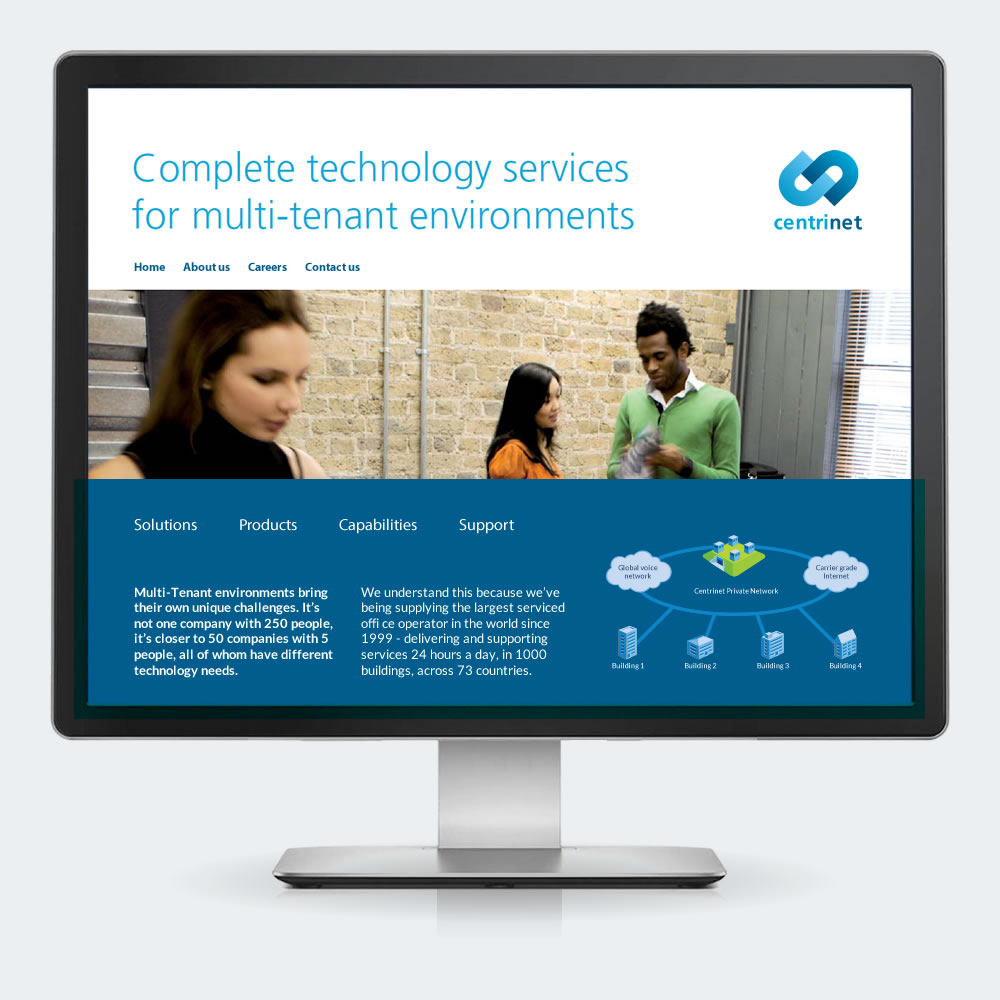 Complete technology services
for multi-tenant environments
centrinet
Home About us Careers Contact us
Solutions Products Capabilities Support
Multi-Tenant environments bring
their own unique challenges. It's
not one company with 250 people,
it's closer to 50 companies with 5
people, all of whom have different
technology needs.
We understand this because we've
being supplying the largest serviced
offi ce operator in the world since
1999 - delivering and supporting
services 24 hours a day, in 1000
buildings, across 73 countries.
Global voice
network
Carrier grade
Internet
Centrinet Private Network
Building 1 Building 2 Building 3 Building 4